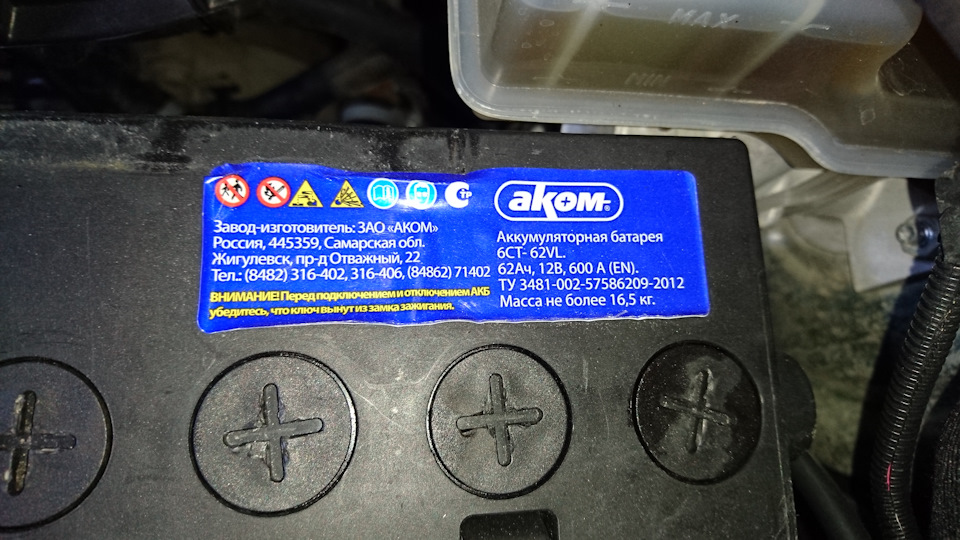 MAX
MIN
аком
Завод-изготовитель: ЗАО «АКОМ»
Россия, 445359, Самарская обл.
Жигулевск, пр-д Отважный, 22
Тел.: (8482) 316-402, 316-406, (84862) 71402
ВНИМАНИЕ! Перед подключением и отключением АКБ
убедитесь, что ключ вынут из замка зажигания.
Аккумуляторная батарея
6СТ- 62VL.
62Ач, 12В, 600 А (EN).
ТУ 3481-002-57586209-2012
Масса не более 16,5 кг.